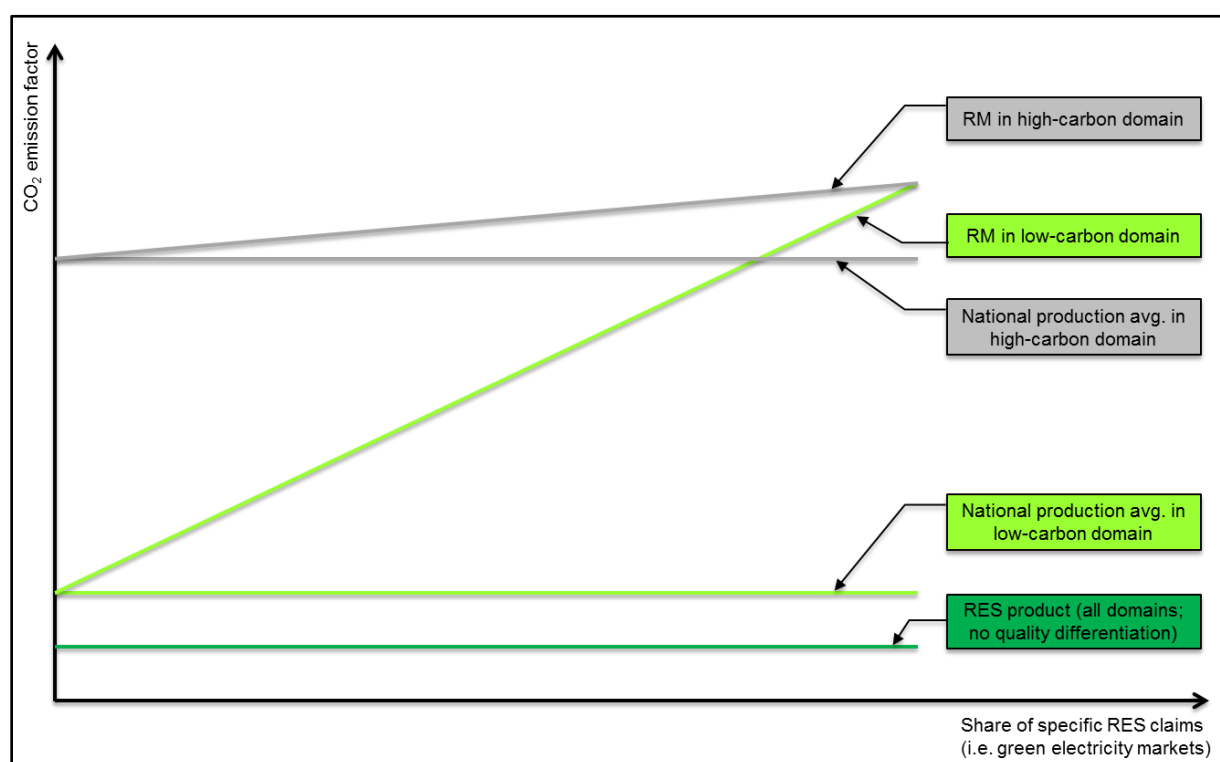 CO₂ emission factor
RM in high-carbon domain
RM in low-carbon domain
National production avg. in
high-carbon domain
National production avg. in
low-carbon domain
RES product (all domains;
no quality differentiation)
Share of specific RES claims
(i.e. green electricity markets)